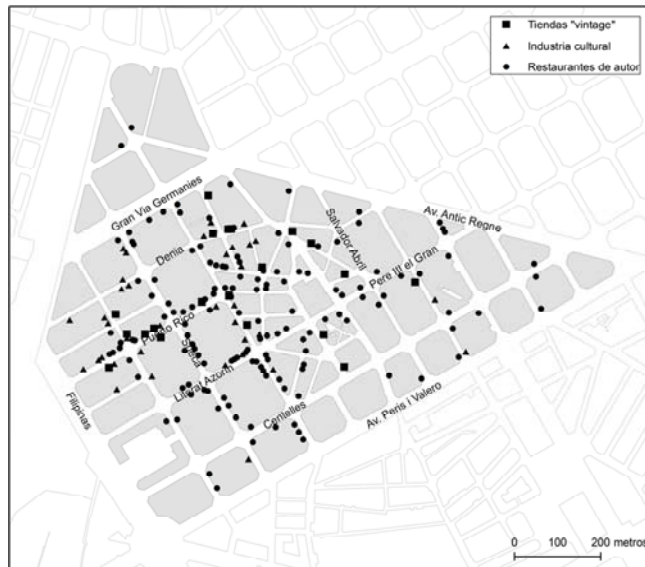 Tiendas "vintage"
Industria cultural
Restaurantes de autor
Gran Via Germanies
Denia
Salvador Abril
Av. Antic Regne
Pere III el Gran
Puerto Rico
Sueca
Literat Azorín
Filipinas
Centelles
Av. Peris i Valero
0 100 200 metros